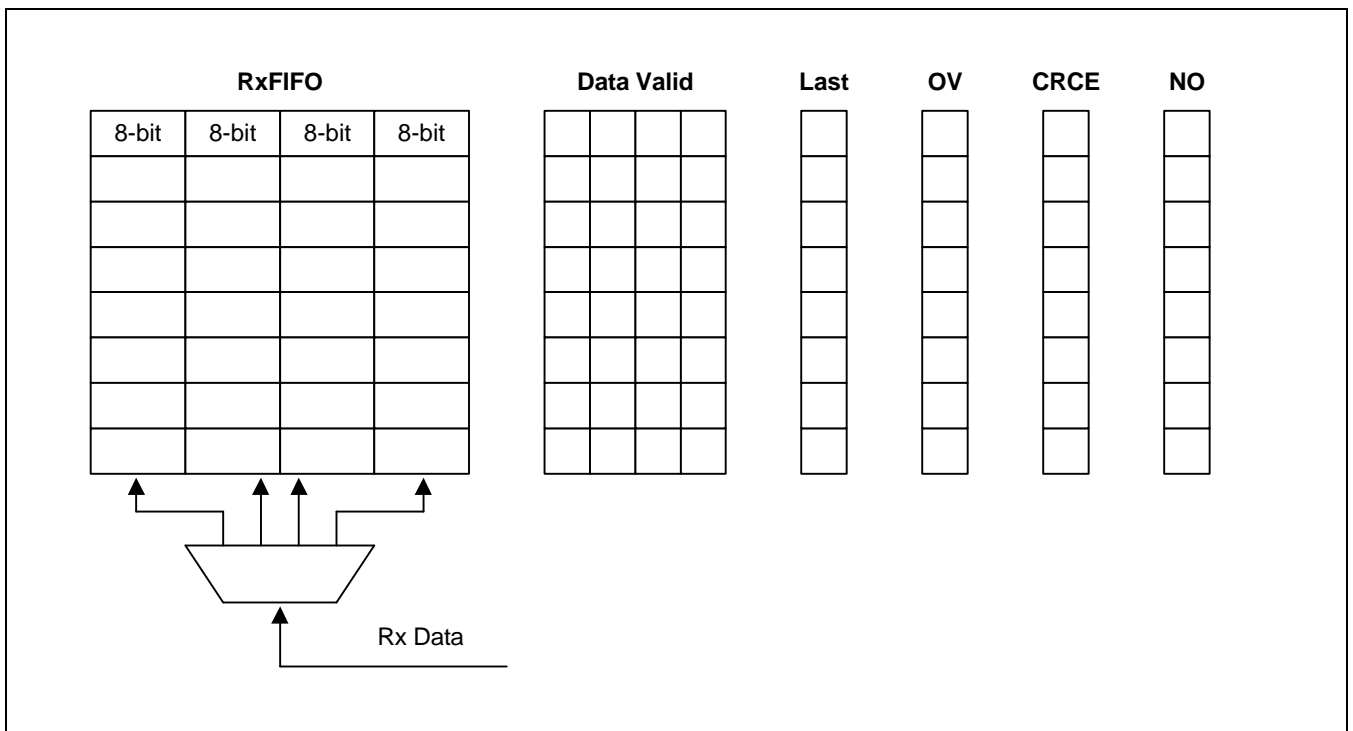 RxFIFO Data Valid Last OV CRCE NO
8-bit 8-bit 8-bit 8-bit
Rx Data